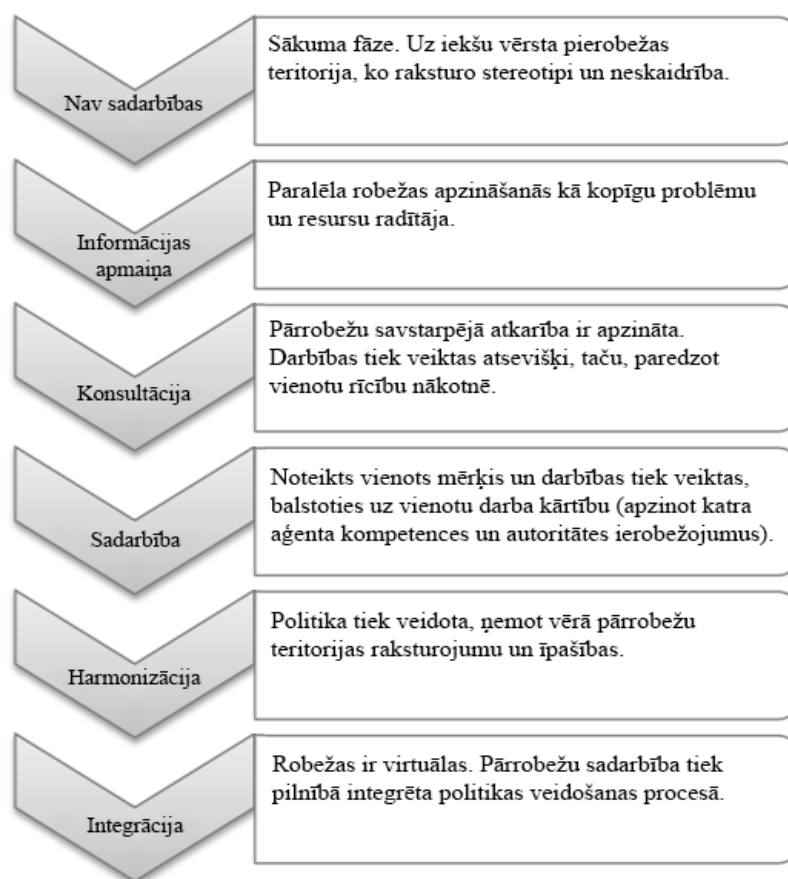 Nav sadarbības
Sākuma fāze. Uz iekšu vērsta pierobežas
teritorija, ko raksturo stereotipi un neskaidrība.
Informācijas
apmaiņa
Paralēla robežas apzināšanās kā kopīgu problēmu
un resursu radītāja.
Konsultācija
Pārrobežu savstarpējā atkarība ir apzināta.
Darbības tiek veiktas atsevišķi, taču, paredzot
vienotu rīcību nākotnē.
Sadarbība
Noteikts vienots mērķis un darbības tiek veiktas,
balstoties uz vienotu darba kārtību (apzinot katra
aģenta kompetences un autoritātes ierobežojumus).
Harmonizācija
Politika tiek veidota, ņemot vērā pārrobežu
teritorijas raksturojumu un īpašības.
Integrācija
Robežas ir virtuālas. Pārrobežu sadarbība tiek
pilnībā integrēta politikas veidošanas procesā.